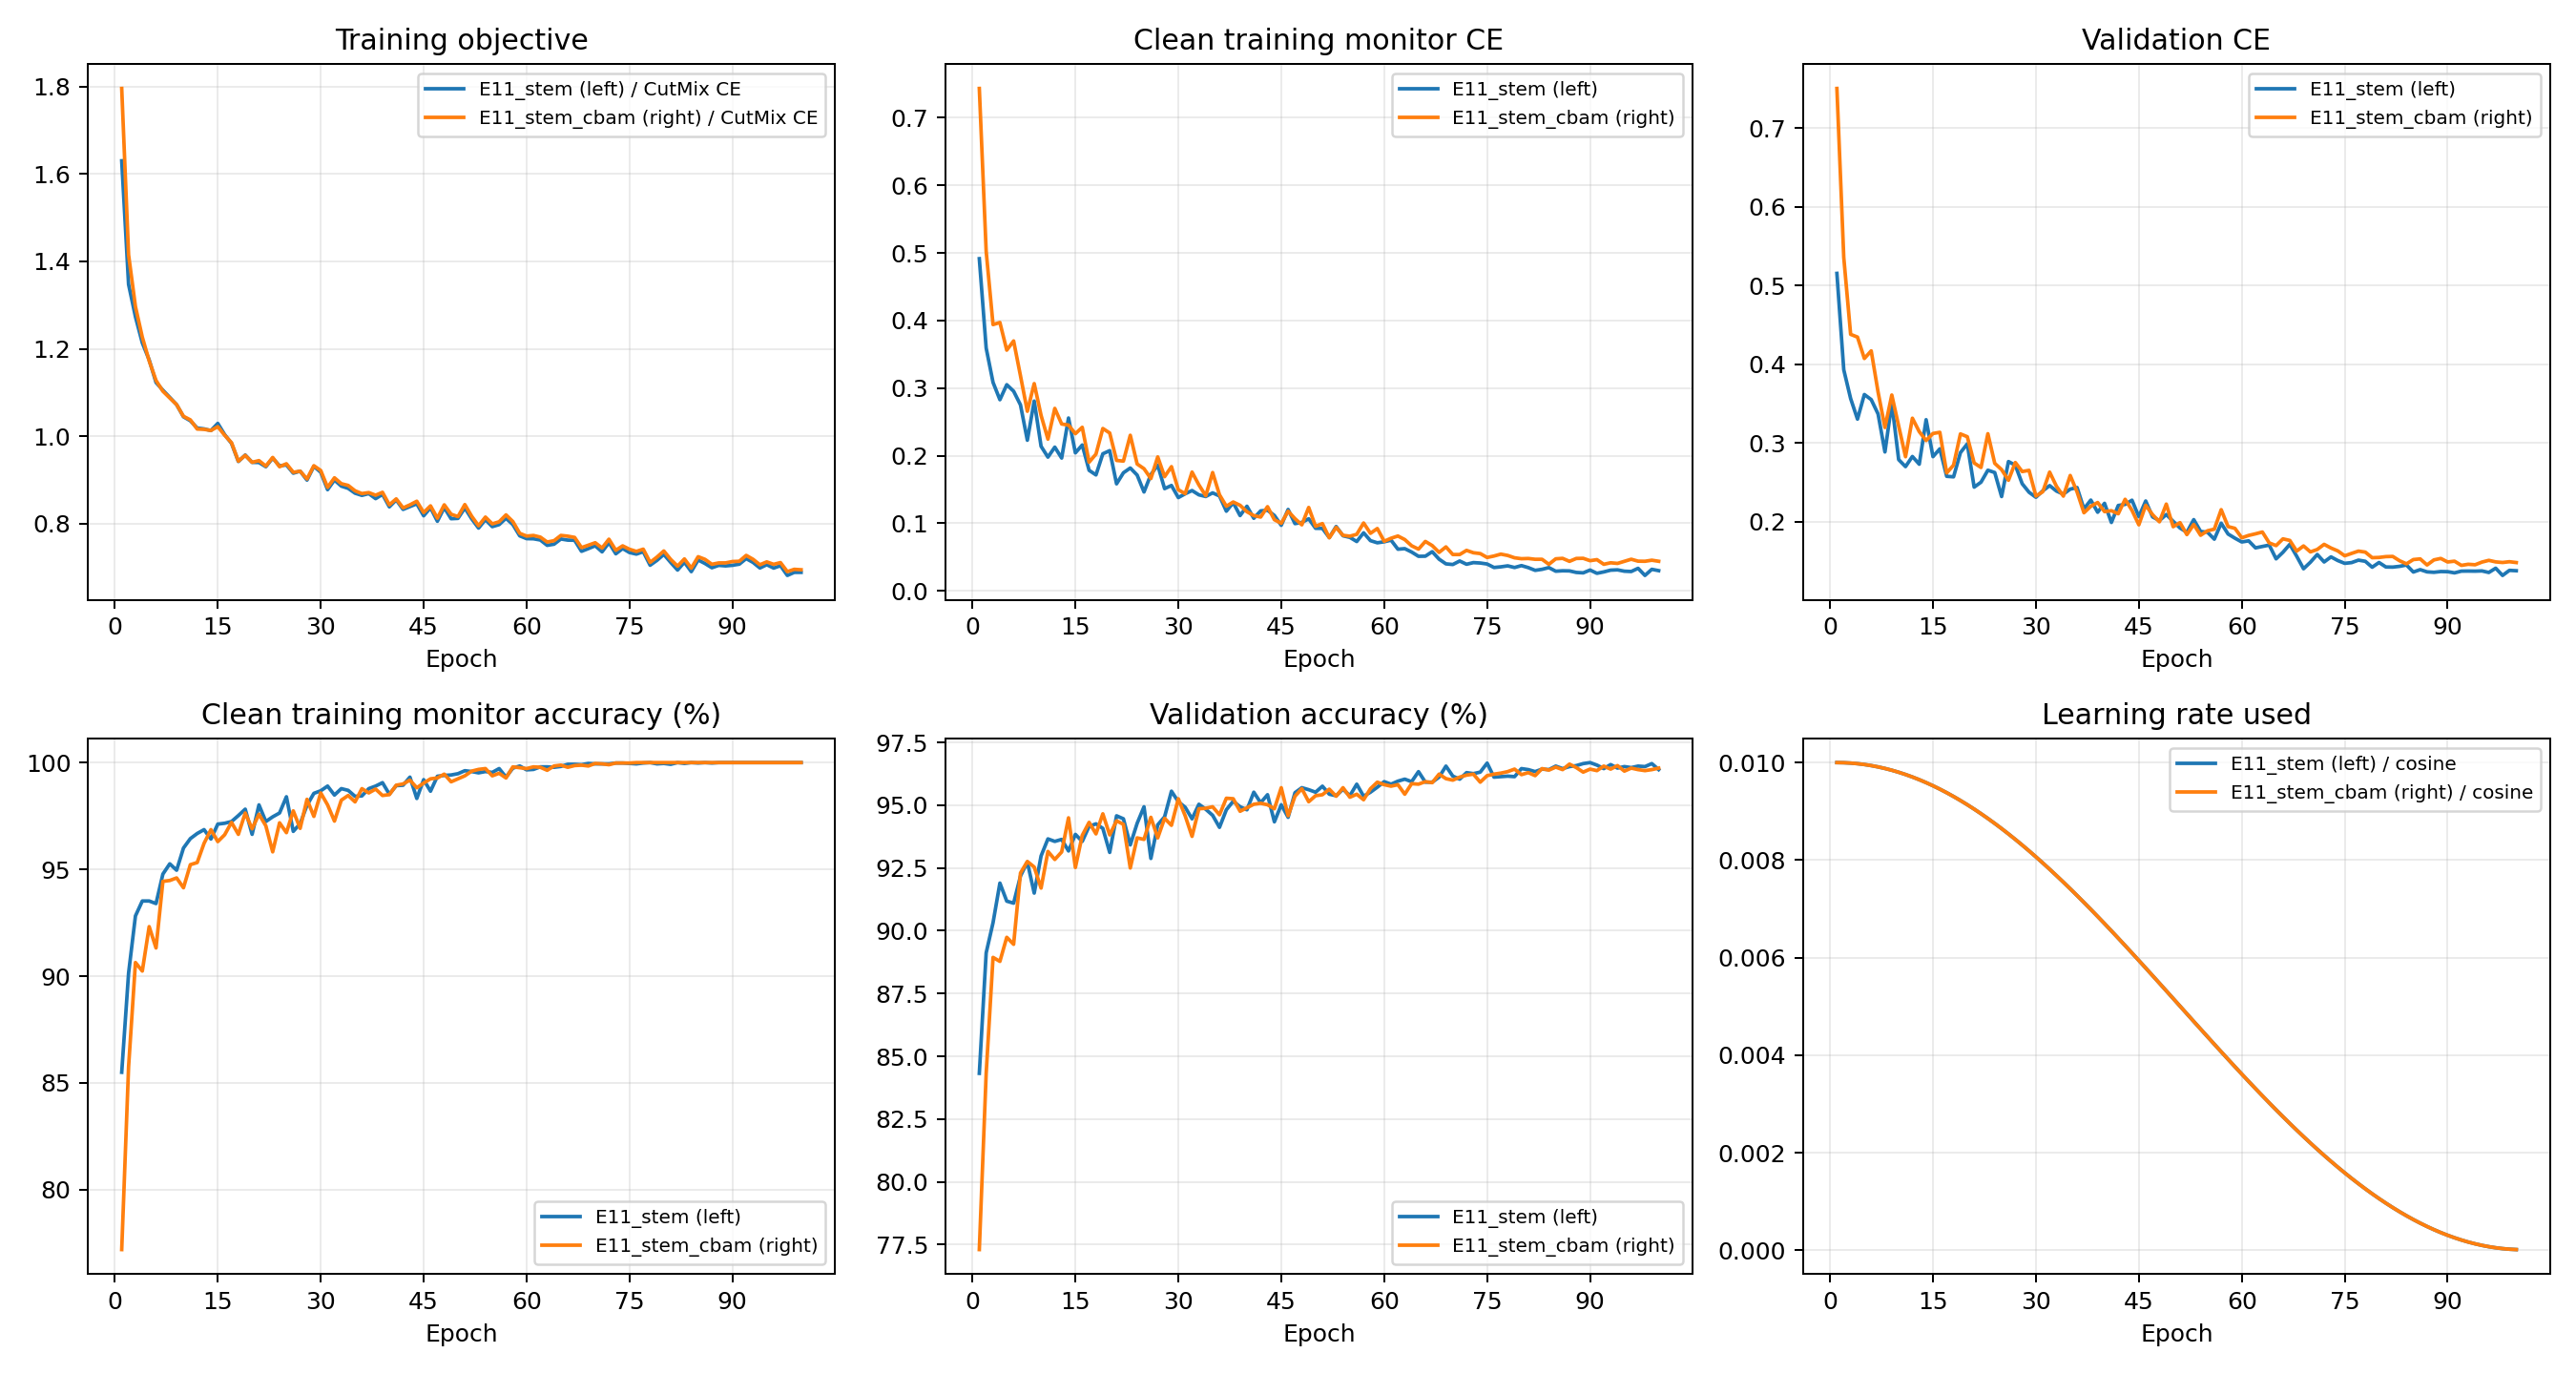 Training objective
1.8
1.6
1.4
1.2
1.0
0.8
E11_stem (left) / CutMix CE
E11_stem_cbam (right) / CutMix CE
0 15 30 45 60 75 90
Epoch
Clean training monitor CE
0.7
0.6
0.5
0.4
0.3
0.2
0.1
0.0
E11_stem (left)
E11_stem_cbam (right)
0 15 30 45 60 75 90
Epoch
Validation CE
0.7
0.6
0.5
0.4
0.3
0.2
E11_stem (left)
E11_stem_cbam (right)
0 15 30 45 60 75 90
Epoch
Clean training monitor accuracy (%)
100
95
90
85
80
E11_stem (left)
E11_stem_cbam (right)
0 15 30 45 60 75 90
Epoch
Validation accuracy (%)
97.5
95.0
92.5
90.0
87.5
85.0
82.5
80.0
77.5
E11_stem (left)
E11_stem_cbam (right)
0 15 30 45 60 75 90
Epoch
Learning rate used
0.010
0.008
0.006
0.004
0.002
0.000
E11_stem (left) / cosine
E11_stem_cbam (right) / cosine
0 15 30 45 60 75 90
Epoch